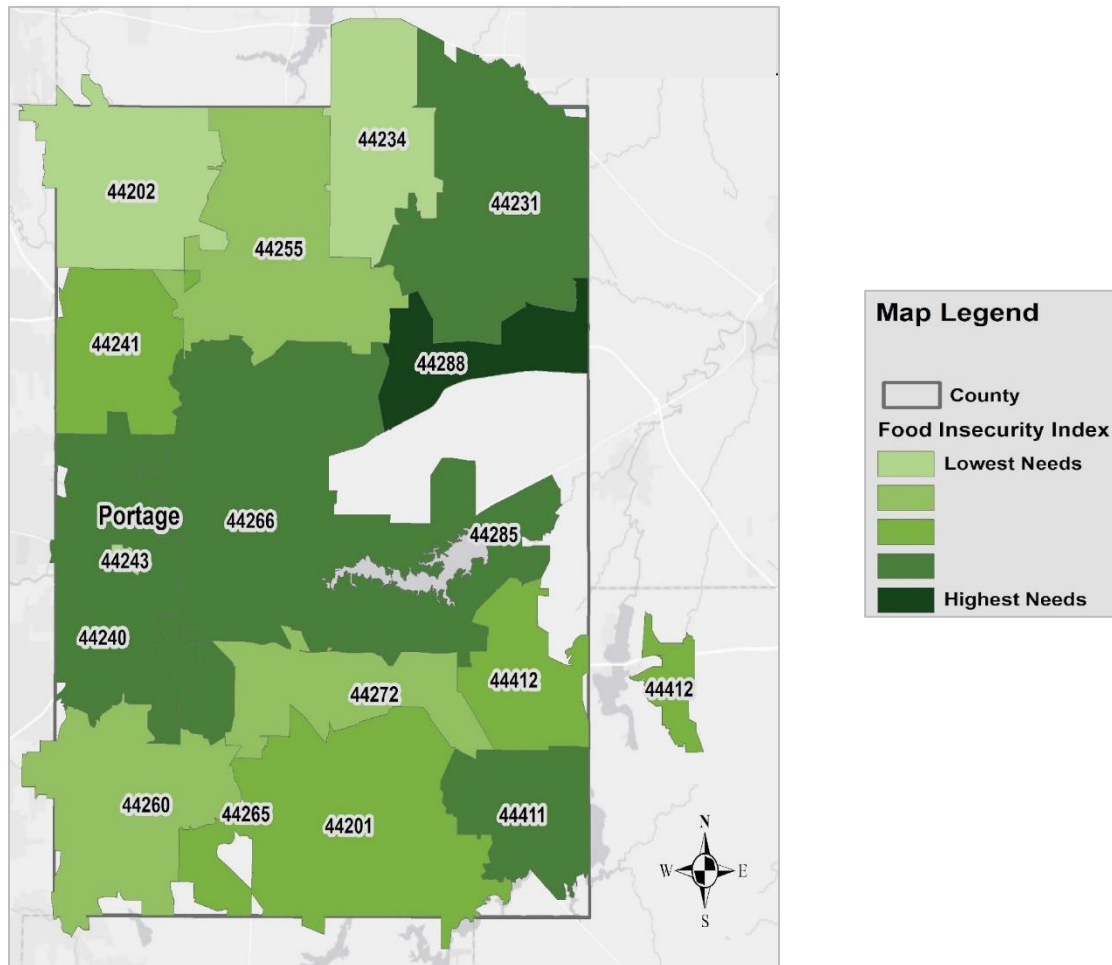 44234
44202
44231
44255
44241
44288
Portage
44266
44285
44243
44240
44272
44412
44412
44260
44265
44201
44411
N
W
E
S
Map Legend
County
Food Insecurity Index
Lowest Needs
Highest Needs